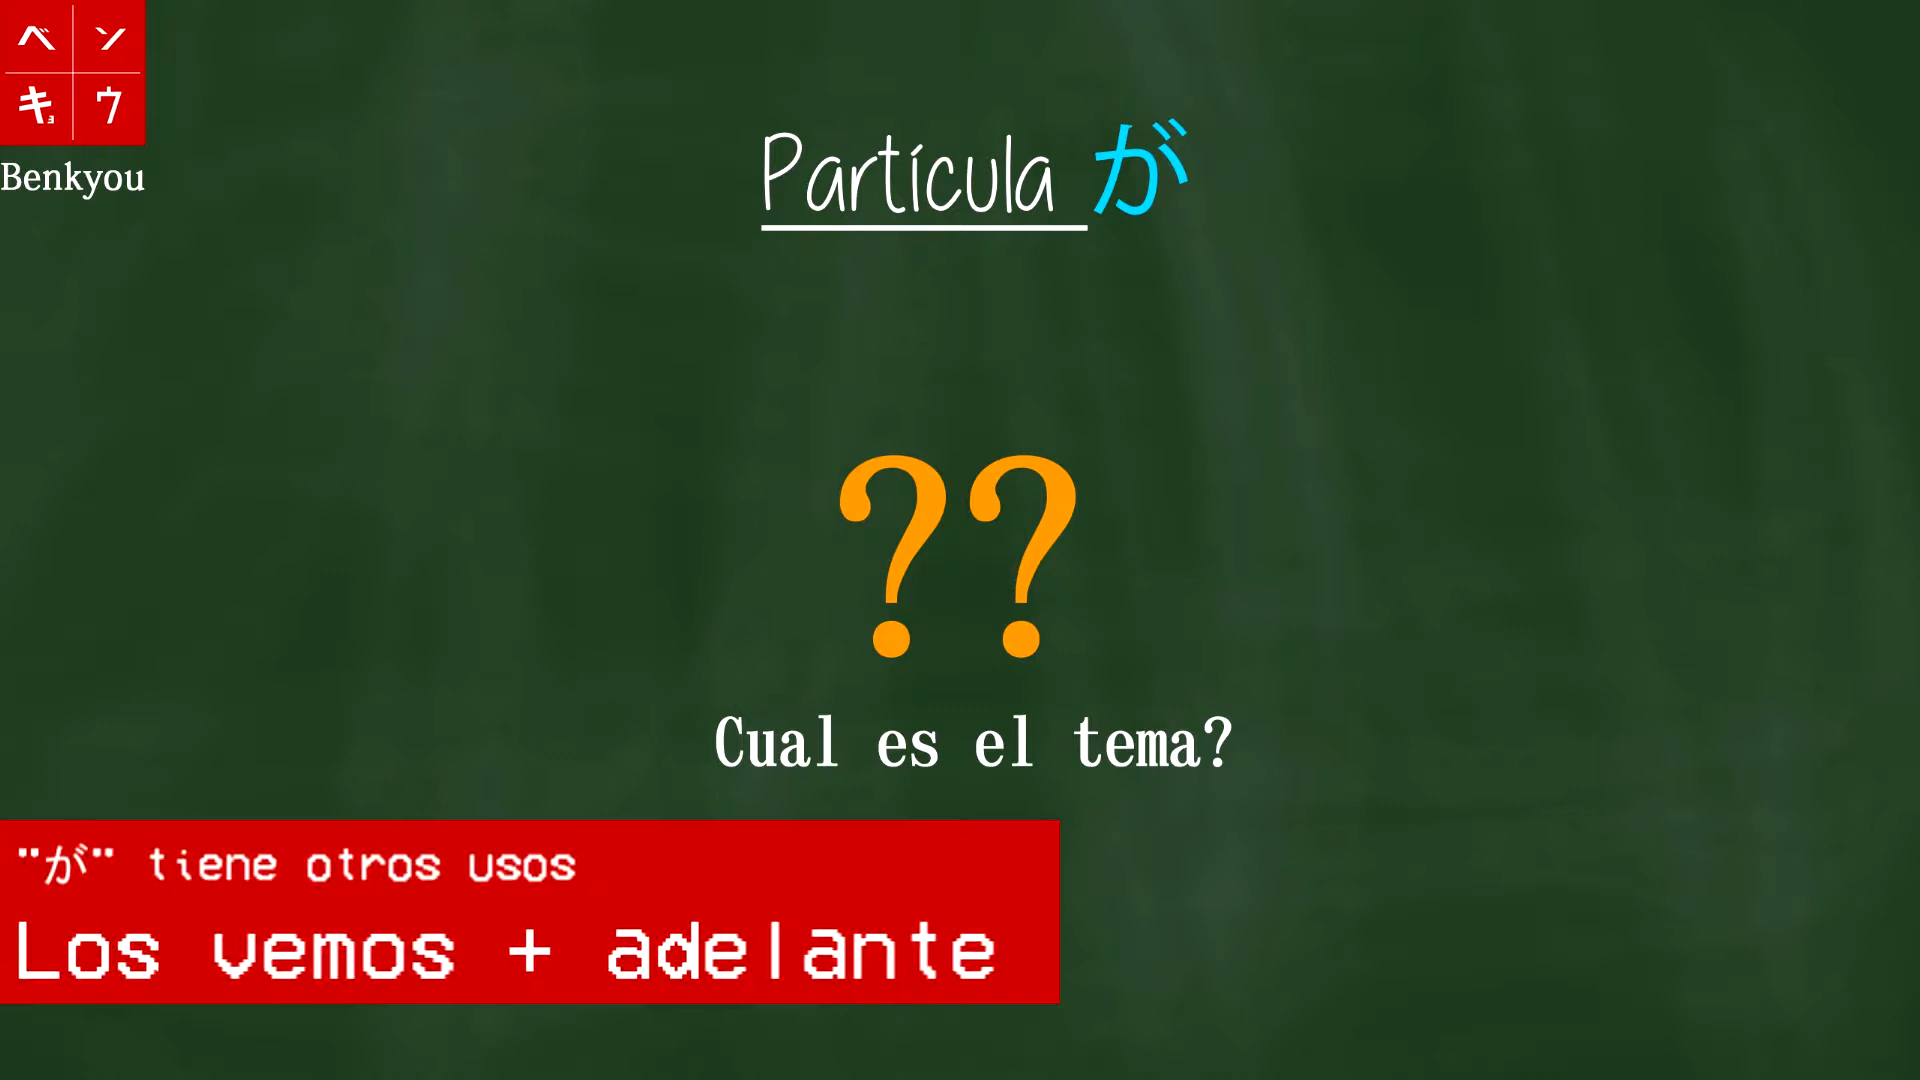 ベン
キョウ
Benkyou
Partícula が
??
Cual es el tema?
"が" tiene otros usos
Los vemos + adelante